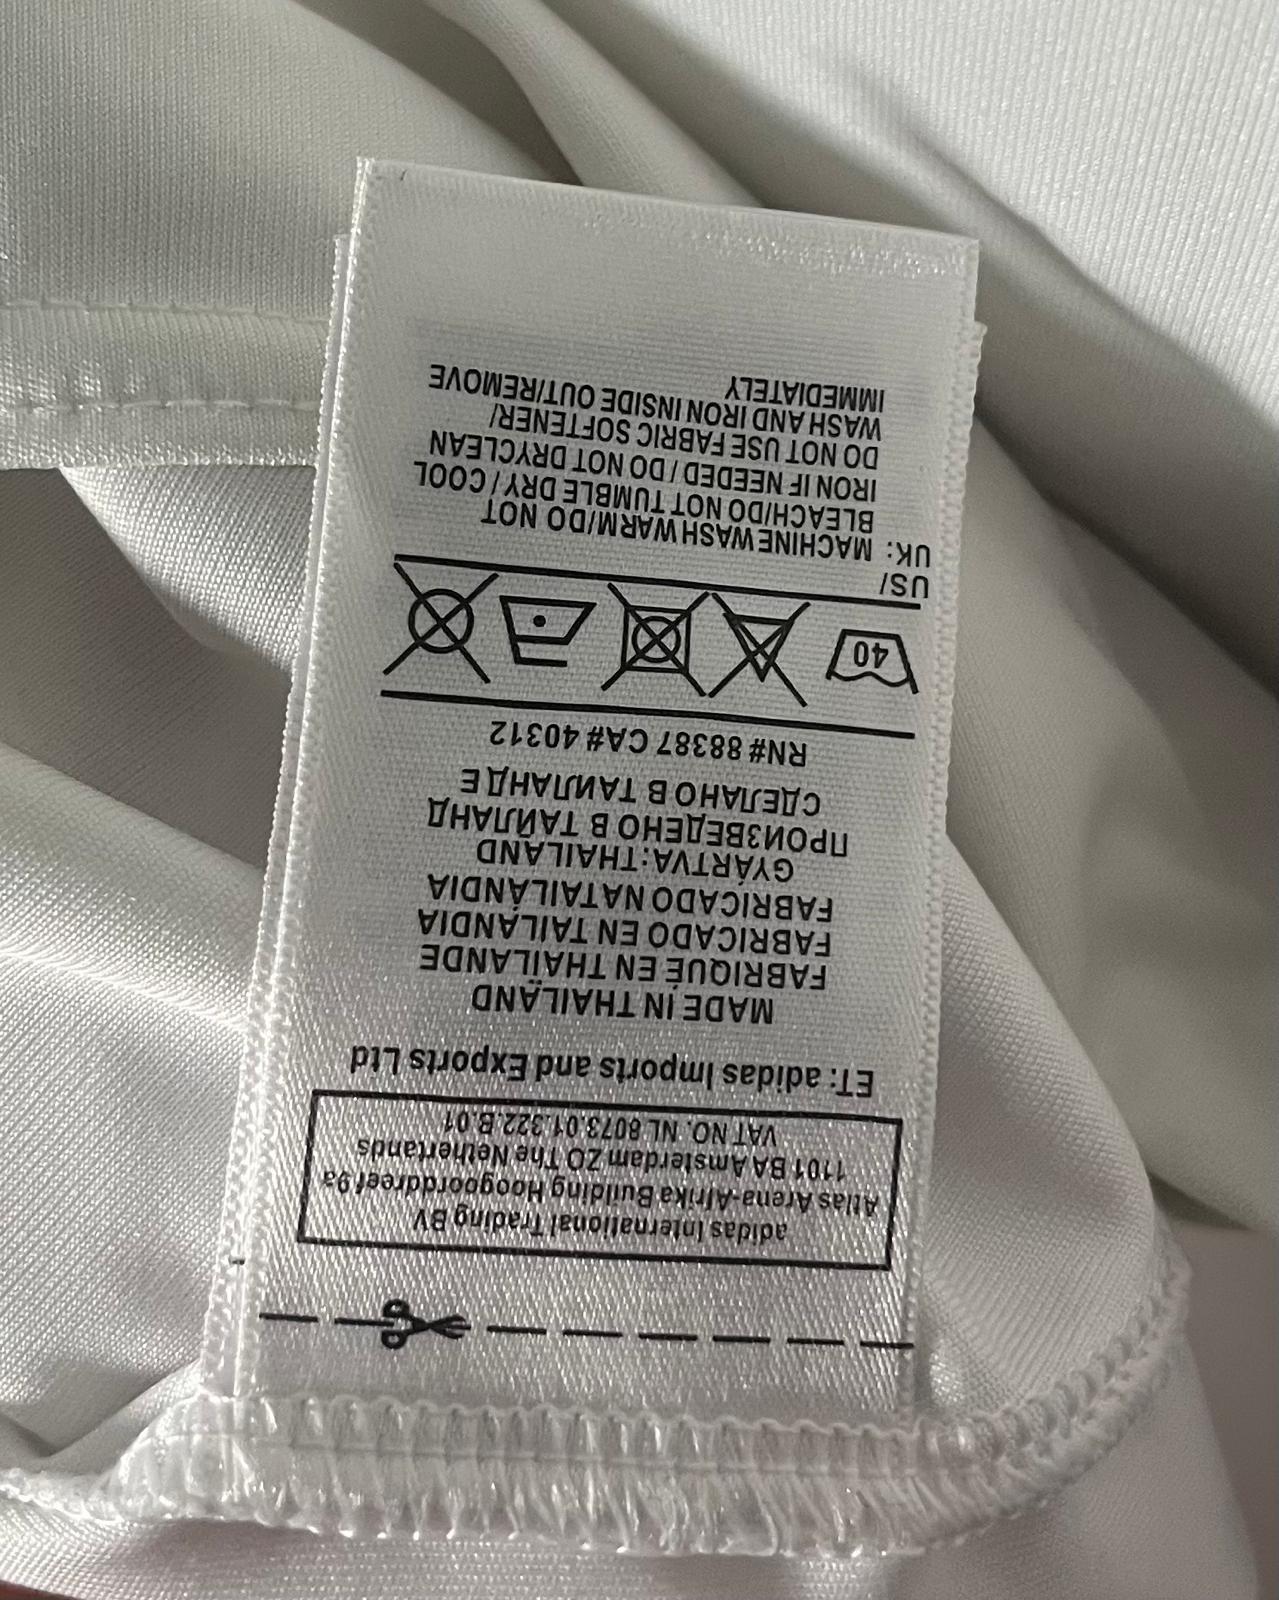 adidas International Trading BV
Atlas Arena-Afrika Building Hoogoorddreef 9a
1101 BA Amsterdam ZO The Netherlands
VAT NO. NL 8073.01.322.B.01
ET: adidas Imports and Exports Ltd
MADE IN THAILAND
FABRIQUÉ EN THAÏLANDE
FABRICADO EN TAILANDIA
FABRICADO NA TAILÂNDIA
GYÁRTVA: THAILAND
ПРОИЗВЕДЕНО В ТАЙЛАНД
СДЕЛАНО В ТАИЛАНДЕ
RN# 88387 CA# 40312
40
US/
UK: MACHINE WASH WARM/DO NOT
BLEACH/DO NOT TUMBLE DRY / COOL
IRON IF NEEDED / DO NOT DRYCLEAN
DO NOT USE FABRIC SOFTENER/
WASH AND IRON INSIDE OUT/REMOVE
IMMEDIATELY